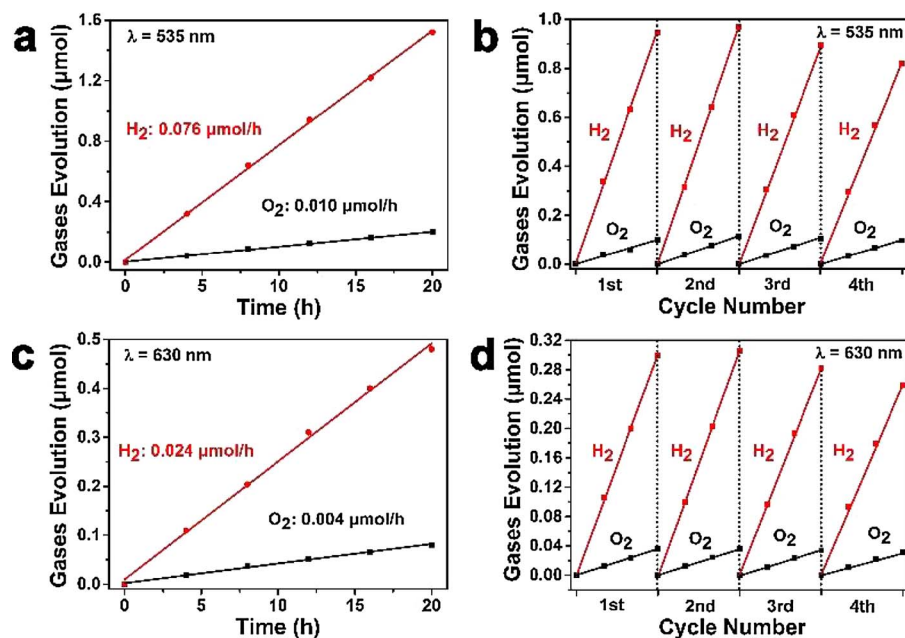 a
λ = 535 nm
H2: 0.076 μmol/h
O2: 0.010 μmol/h
Gases Evolution (μmol)
1.5
1.2
0.9
0.6
0.3
0.0
0 5 10 15 20
Time (h)
b
λ = 535 nm
Gases Evolution (μmol)
1.0
0.8
0.6
0.4
0.2
0.0
H2 H2 H2 H2
O2 O2 O2 O2
1st 2nd 3rd 4th
Cycle Number
c
λ = 630 nm
H2: 0.024 μmol/h
O2: 0.004 μmol/h
Gases Evolution (μmol)
0.5
0.4
0.3
0.2
0.1
0.0
0 5 10 15 20
Time (h)
d
λ = 630 nm
Gases Evolution (μmol)
0.32
0.28
0.24
0.20
0.16
0.12
0.08
0.04
0.00
H2 H2 H2 H2
O2 O2 O2 O2
1st 2nd 3rd 4th
Cycle Number